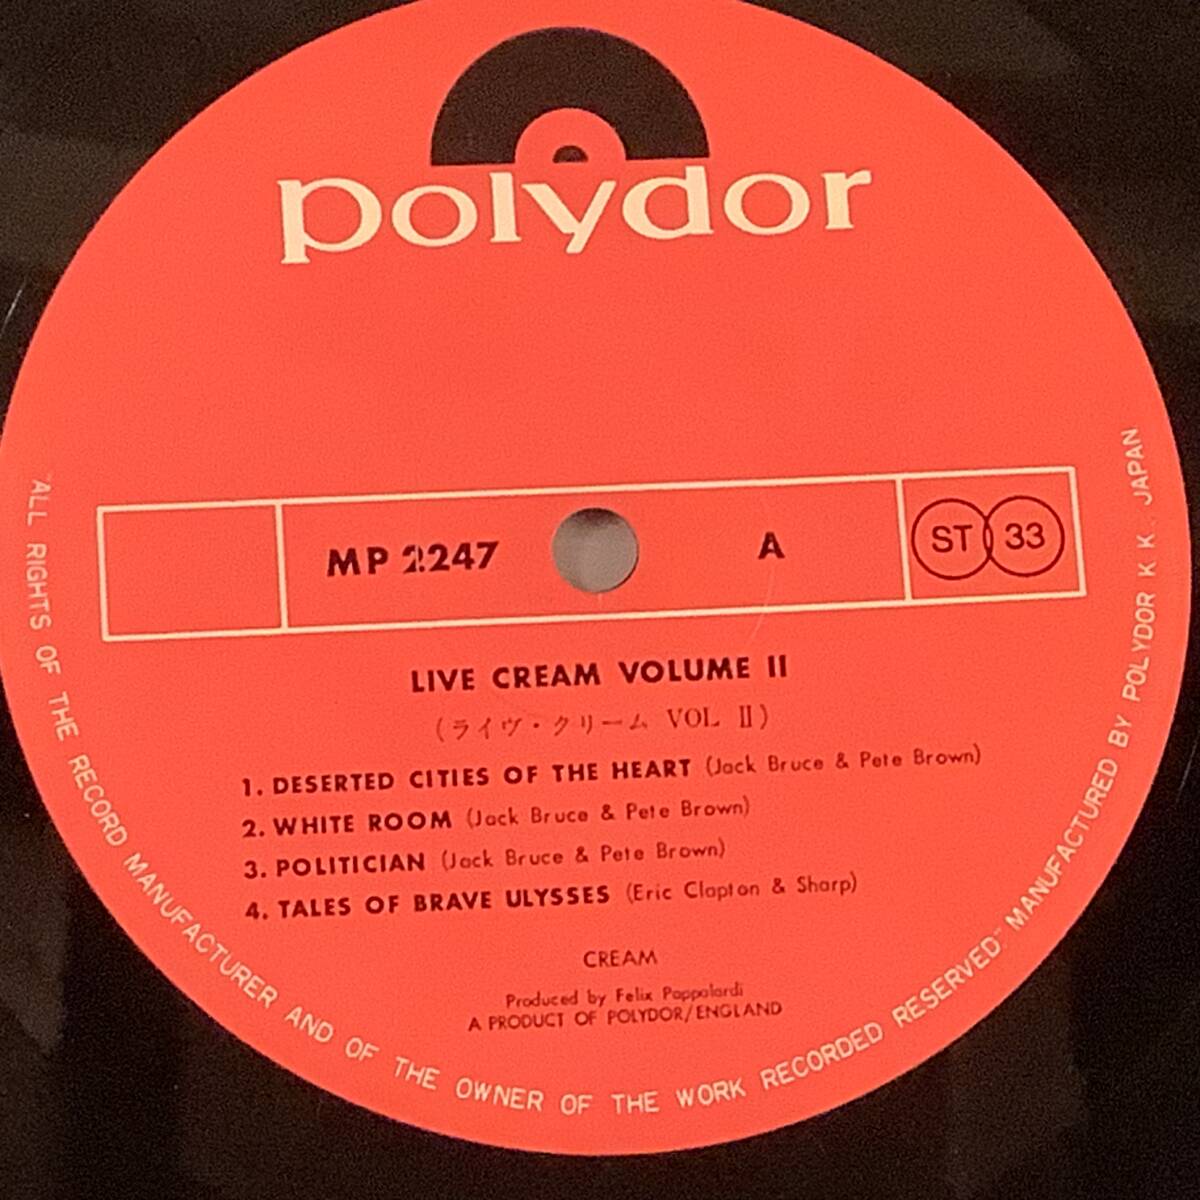 polydor
MP 2247 A ST 33
LIVE CREAM VOLUME II
(ライヴ・クリーム VOL II)
1. DESERTED CITIES OF THE HEART (Jack Bruce & Pete Brown)
2. WHITE ROOM (Jack Bruce & Pete Brown)
3. POLITICIAN (Jack Bruce & Pete Brown)
4. TALES OF BRAVE ULYSSES (Eric Clapton & Sharp)
CREAM
Produced by Felix Pappalardi
A PRODUCT OF POLYDOR/ENGLAND
"ALL RIGHTS OF THE RECORD MANUFACTURER AND OF THE OWNER OF THE WORK RECORDED RESERVED" MANUFACTURED BY POLYDOR K.K., JAPAN